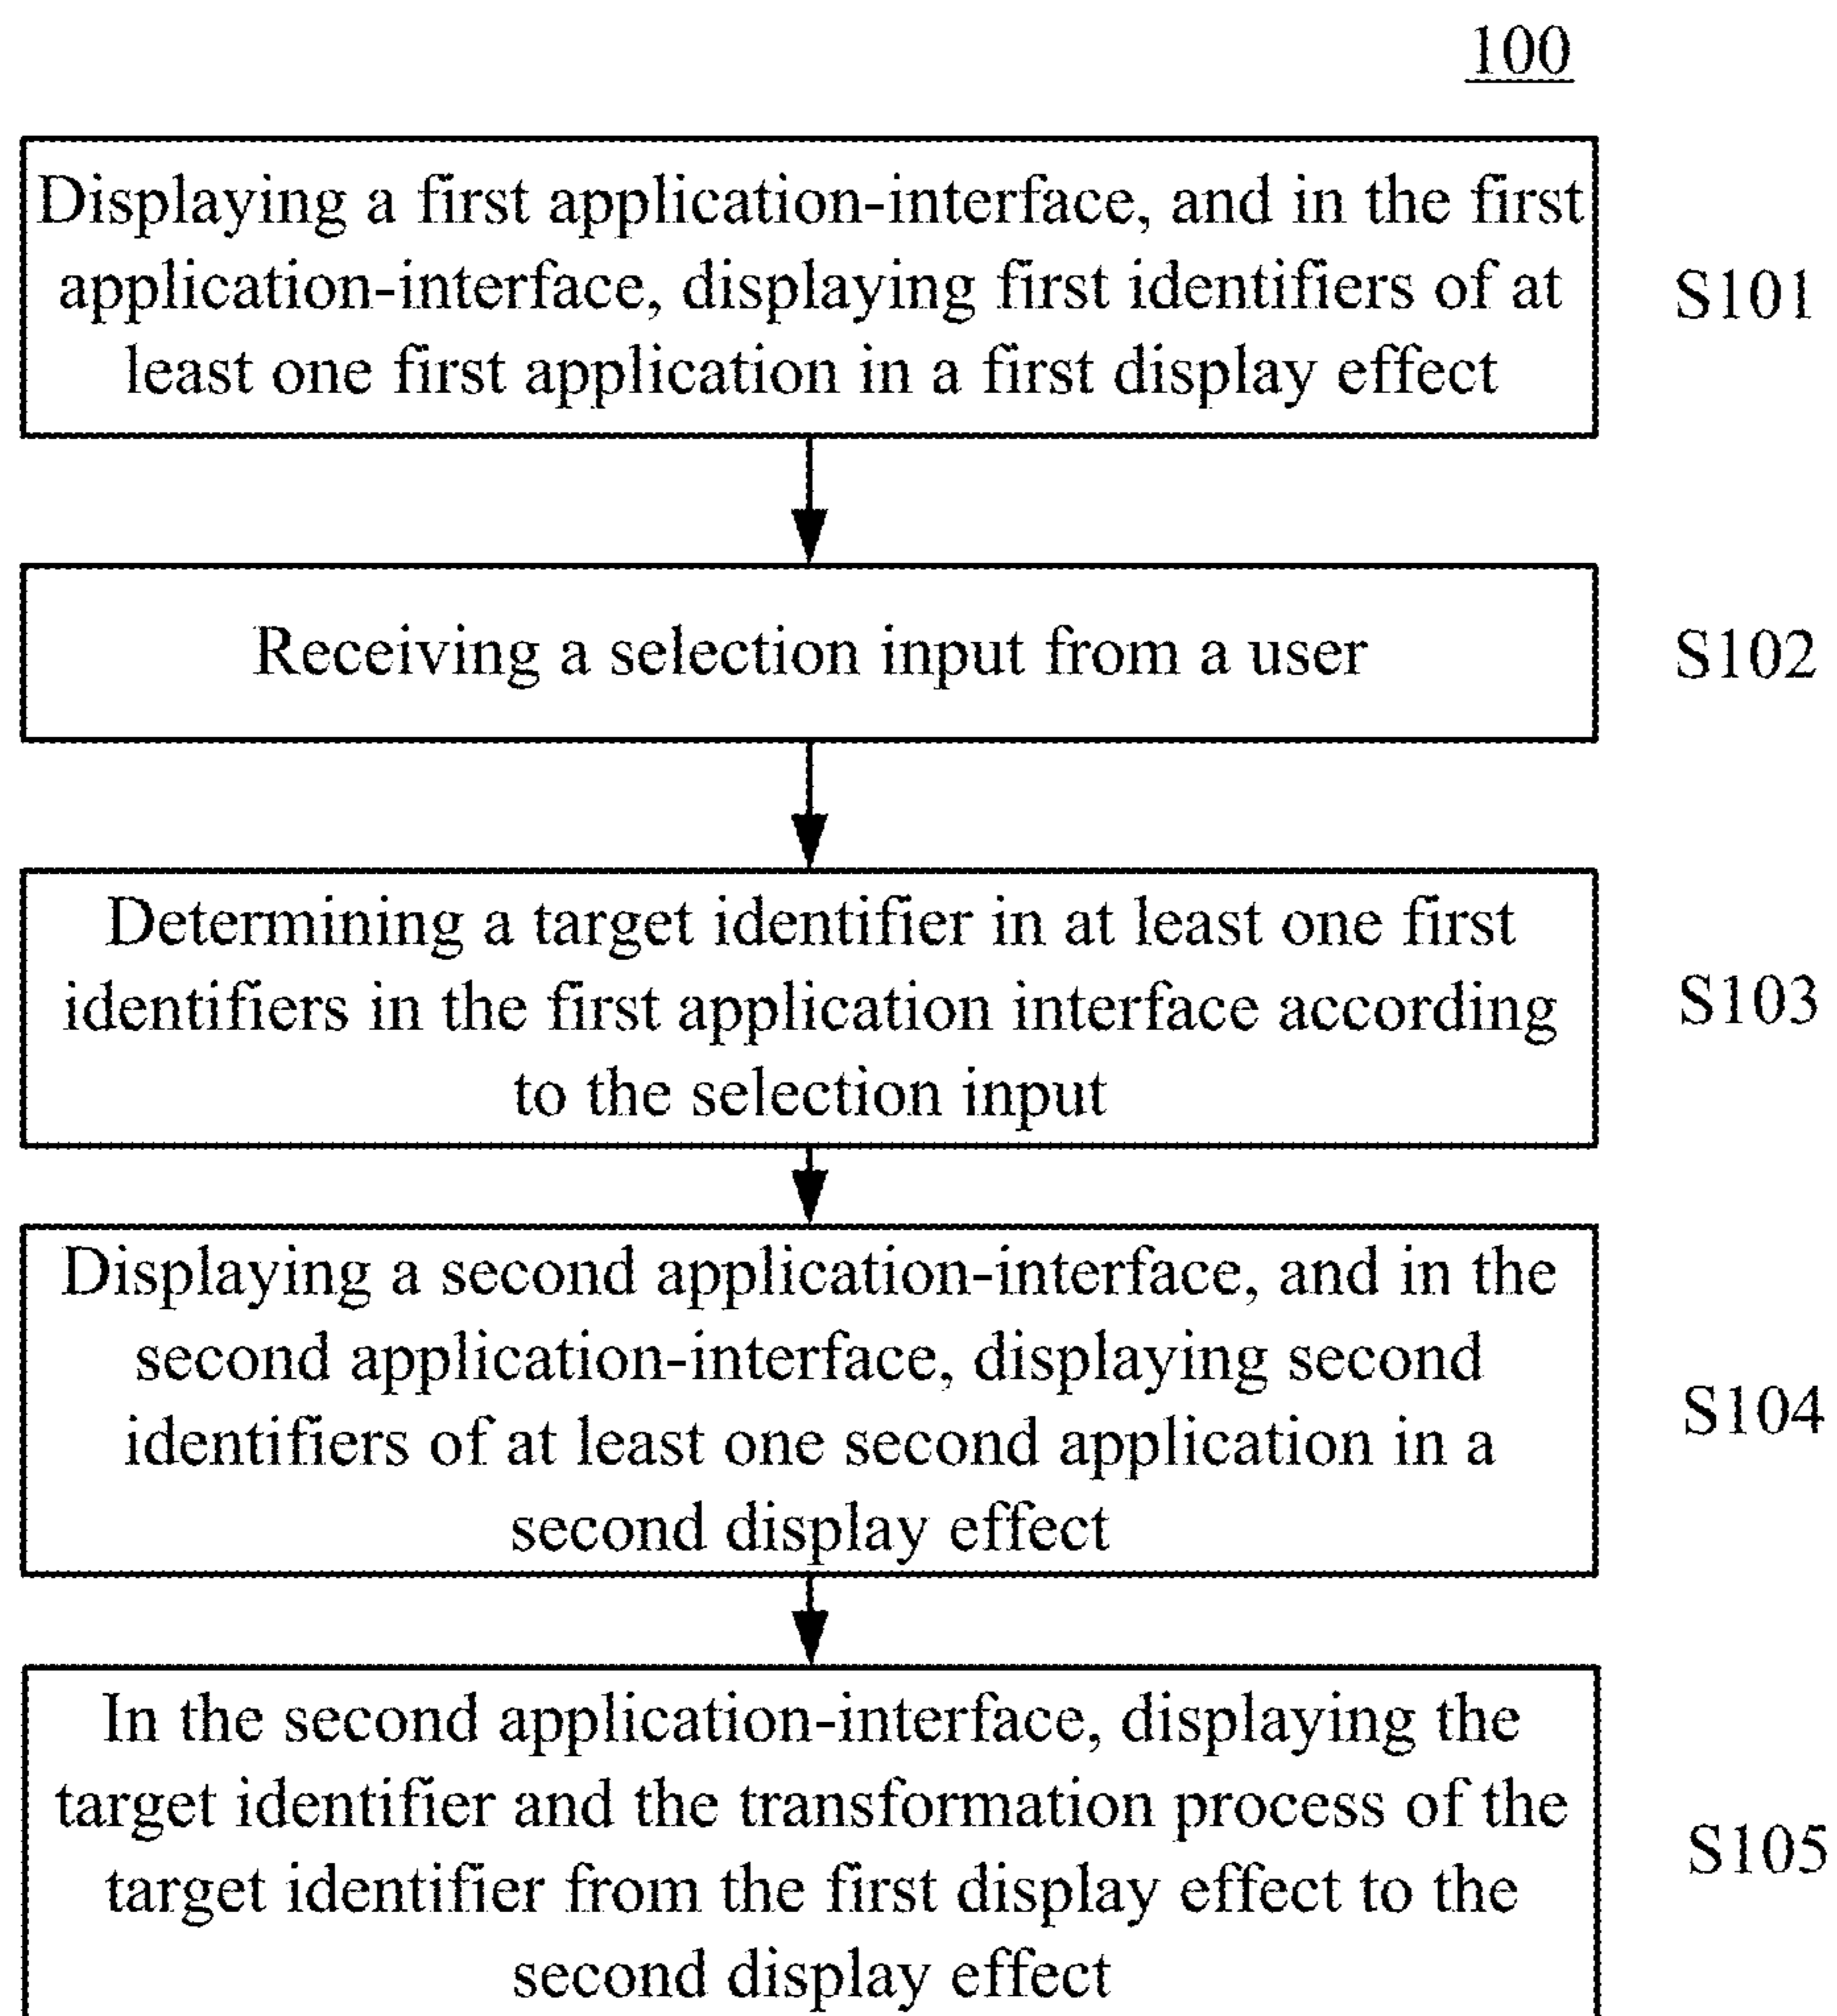 100
Displaying a first application-interface, and in the first
application-interface, displaying first identifiers of at
least one first application in a first display effect
S101
Receiving a selection input from a user
S102
Determining a target identifier in at least one first
identifiers in the first application interface according
to the selection input
S103
Displaying a second application-interface, and in the
second application-interface, displaying second
identifiers of at least one second application in a
second display effect
S104
In the second application-interface, displaying the
target identifier and the transformation process of the
target identifier from the first display effect to the
second display effect
S105